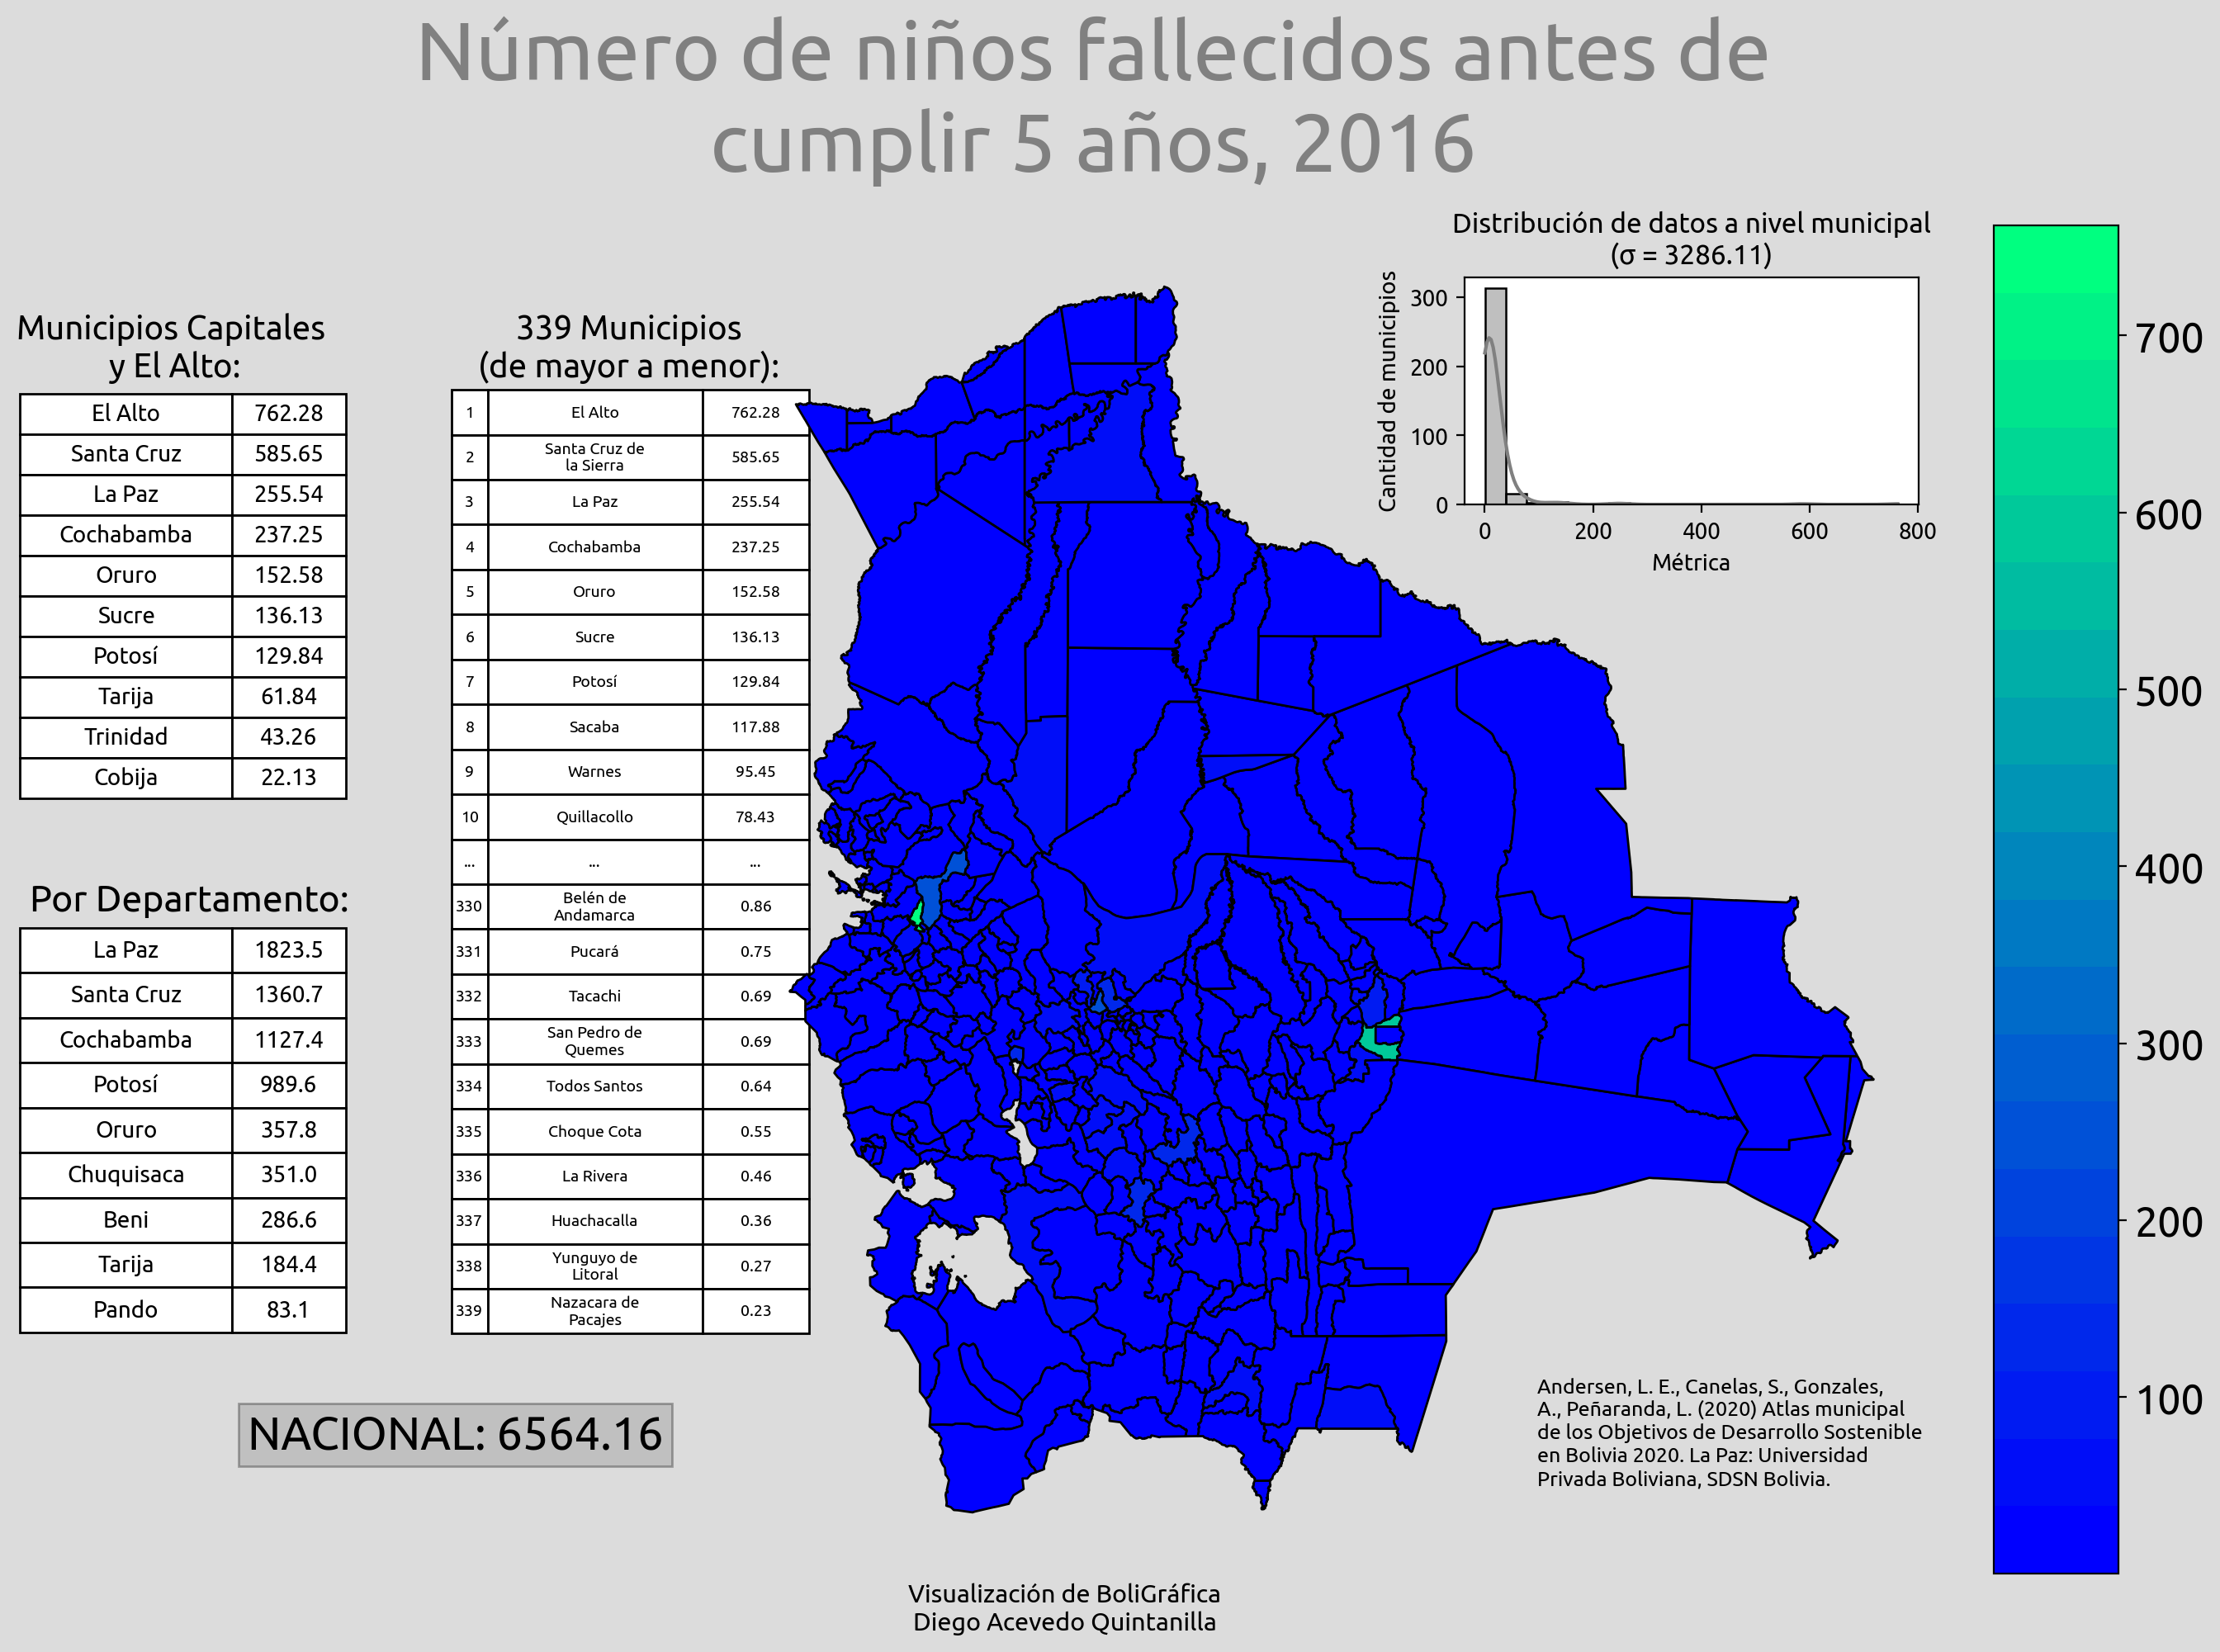 Número de niños fallecidos antes de
cumplir 5 años, 2016
Municipios Capitales
y El Alto:
El Alto 762.28
Santa Cruz 585.65
La Paz 255.54
Cochabamba 237.25
Oruro 152.58
Sucre 136.13
Potosí 129.84
Tarija 61.84
Trinidad 43.26
Cobija 22.13
Por Departamento:
La Paz 1823.5
Santa Cruz 1360.7
Cochabamba 1127.4
Potosí 989.6
Oruro 357.8
Chuquisaca 351.0
Beni 286.6
Tarija 184.4
Pando 83.1
NACIONAL: 6564.16
339 Municipios
(de mayor a menor):
1 El Alto 762.28
2 Santa Cruz de
la Sierra 585.65
3 La Paz 255.54
4 Cochabamba 237.25
5 Oruro 152.58
6 Sucre 136.13
7 Potosí 129.84
8 Sacaba 117.88
9 Warnes 95.45
10 Quillacollo 78.43
... ... ...
330 Belén de
Andamarca 0.86
331 Pucará 0.75
332 Tacachi 0.69
333 San Pedro de
Quemes 0.69
334 Todos Santos 0.64
335 Choque Cota 0.55
336 La Rivera 0.46
337 Huachacalla 0.36
338 Yunguyo de
Litoral 0.27
339 Nazacara de
Pacajes 0.23
Distribución de datos a nivel municipal
(σ = 3286.11)
Cantidad de municipios
300
200
100
0
0 200 400 600 800
Métrica
700
600
500
400
300
200
100
Andersen, L. E., Canelas, S., Gonzales,
A., Peñaranda, L. (2020) Atlas municipal
de los Objetivos de Desarrollo Sostenible
en Bolivia 2020. La Paz: Universidad
Privada Boliviana, SDSN Bolivia.
Visualización de BoliGráfica
Diego Acevedo Quintanilla